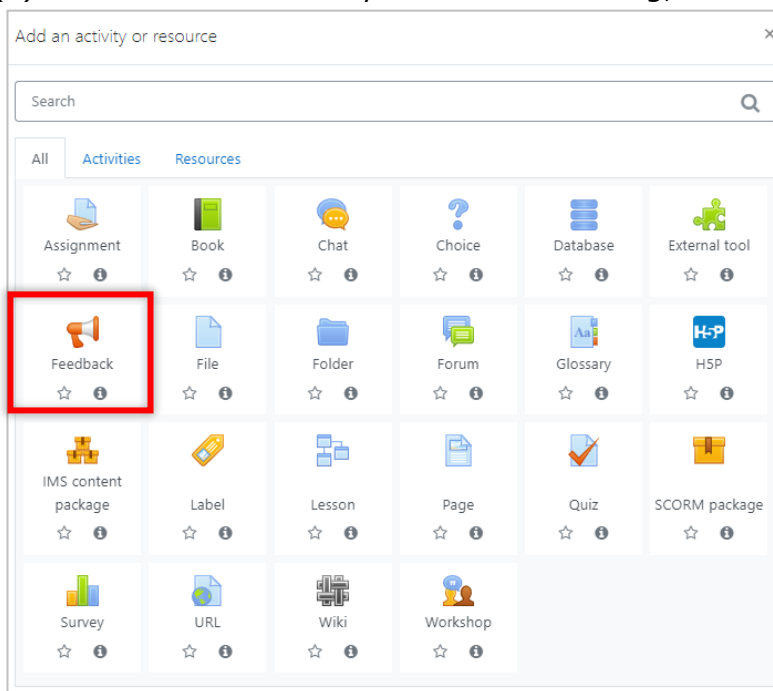 Add an activity or resource ×
Search
All Activities Resources
Assignment Book Chat Choice Database External tool
Feedback File Folder Forum Glossary H5P
IMS content package Label Lesson Page Quiz SCORM package
Survey URL Wiki Workshop